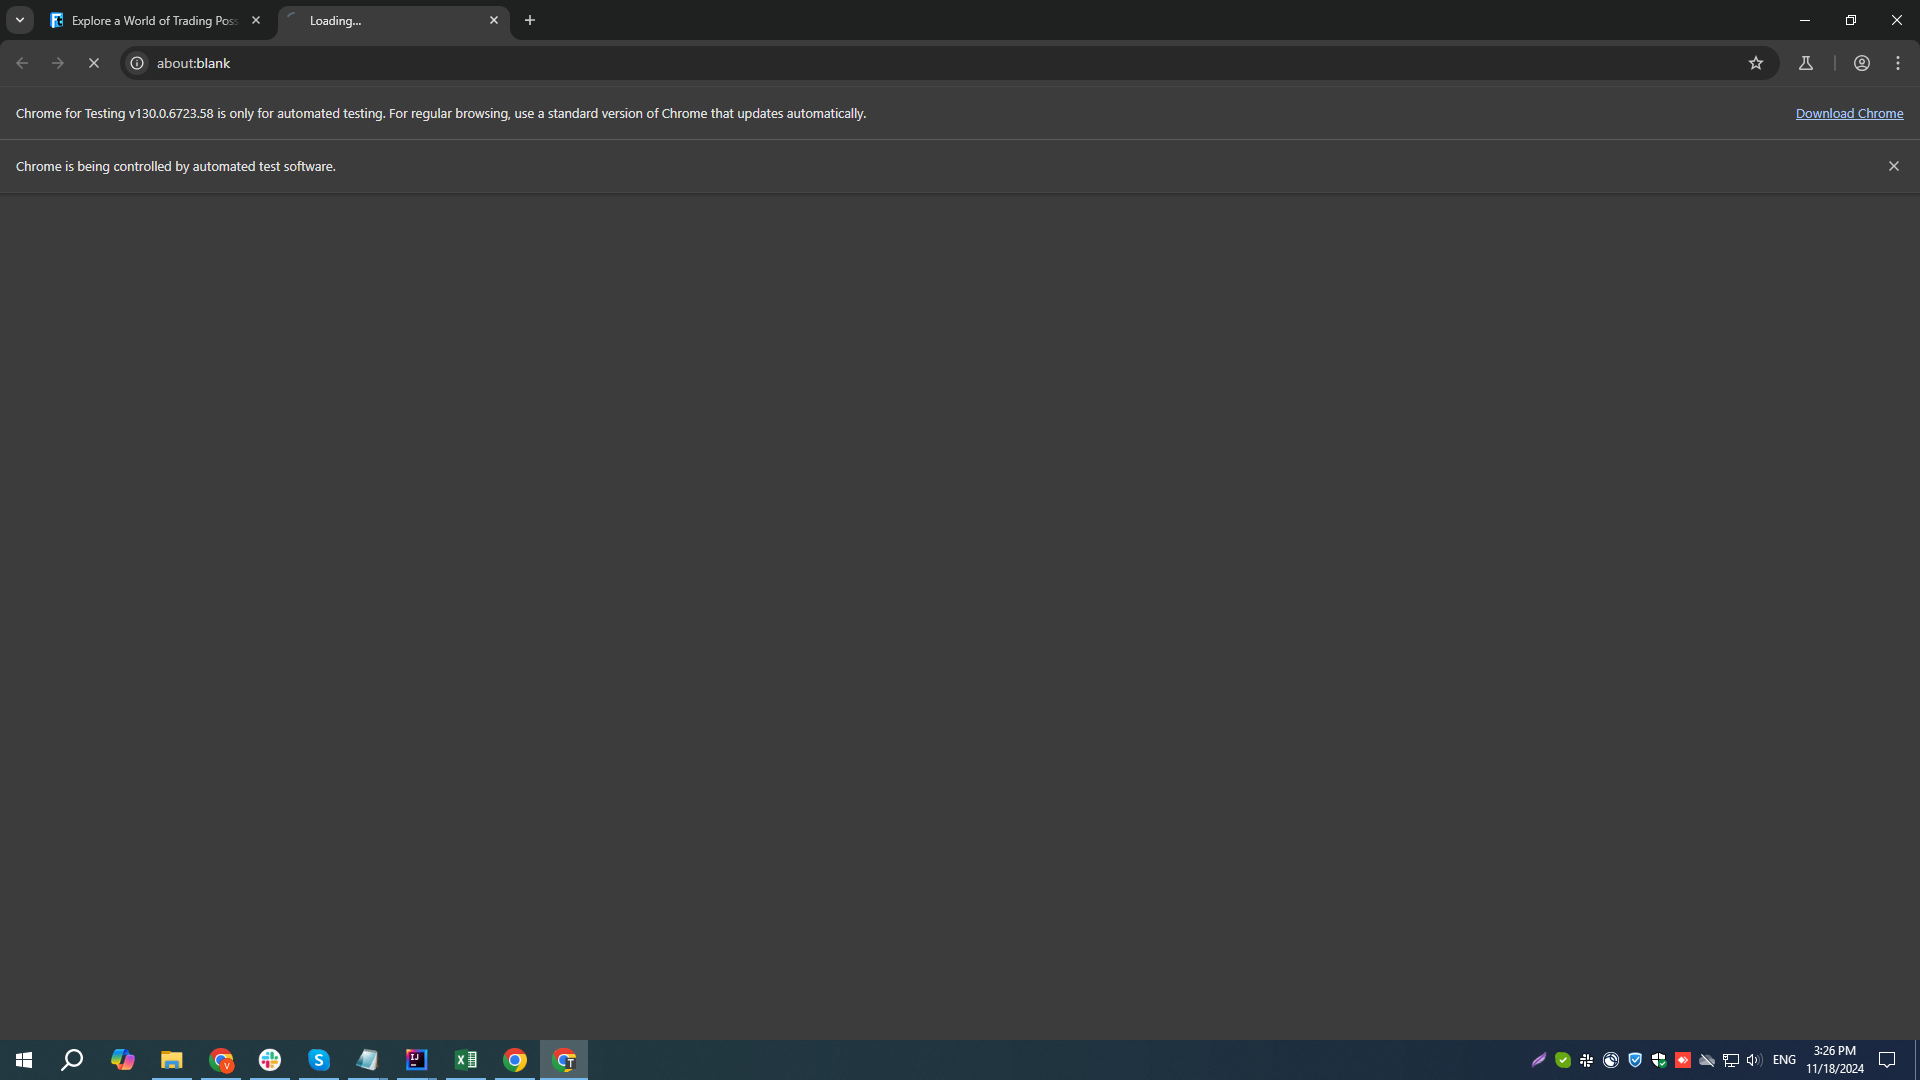 Explore a World of Trading Pos
Loading...
about:blank
Chrome for Testing v130.0.6723.58 is only for automated testing. For regular browsing, use a standard version of Chrome that updates automatically.
Download Chrome
Chrome is being controlled by automated test software.
ENG
3:26 PM
11/18/2024